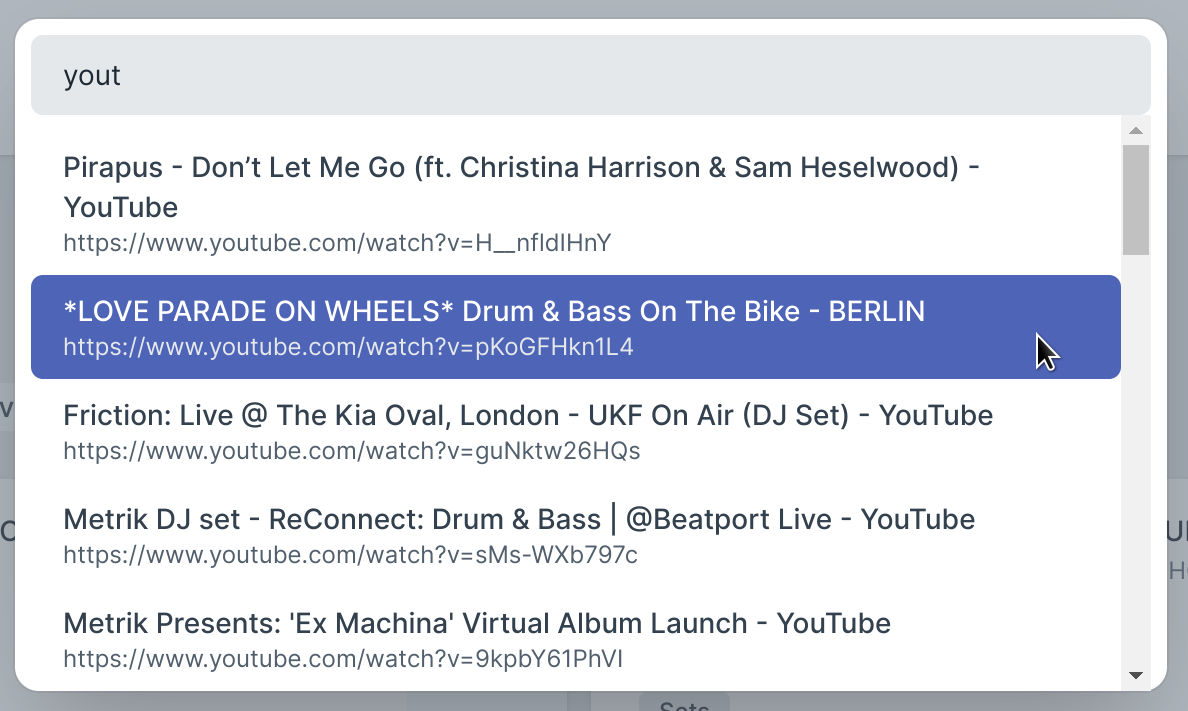 yout
Pirapus - Don’t Let Me Go (ft. Christina Harrison & Sam Heselwood) -
YouTube
https://www.youtube.com/watch?v=H__nfIdIHnY
*LOVE PARADE ON WHEELS* Drum & Bass On The Bike - BERLIN
https://www.youtube.com/watch?v=pKoGFHkn1L4
Friction: Live @ The Kia Oval, London - UKF On Air (DJ Set) - YouTube
https://www.youtube.com/watch?v=guNktw26HQs
Metrik DJ set - ReConnect: Drum & Bass | @Beatport Live - YouTube
https://www.youtube.com/watch?v=sMs-WXb797c
Metrik Presents: 'Ex Machina' Virtual Album Launch - YouTube
https://www.youtube.com/watch?v=9kpbY61PhVI
Sets